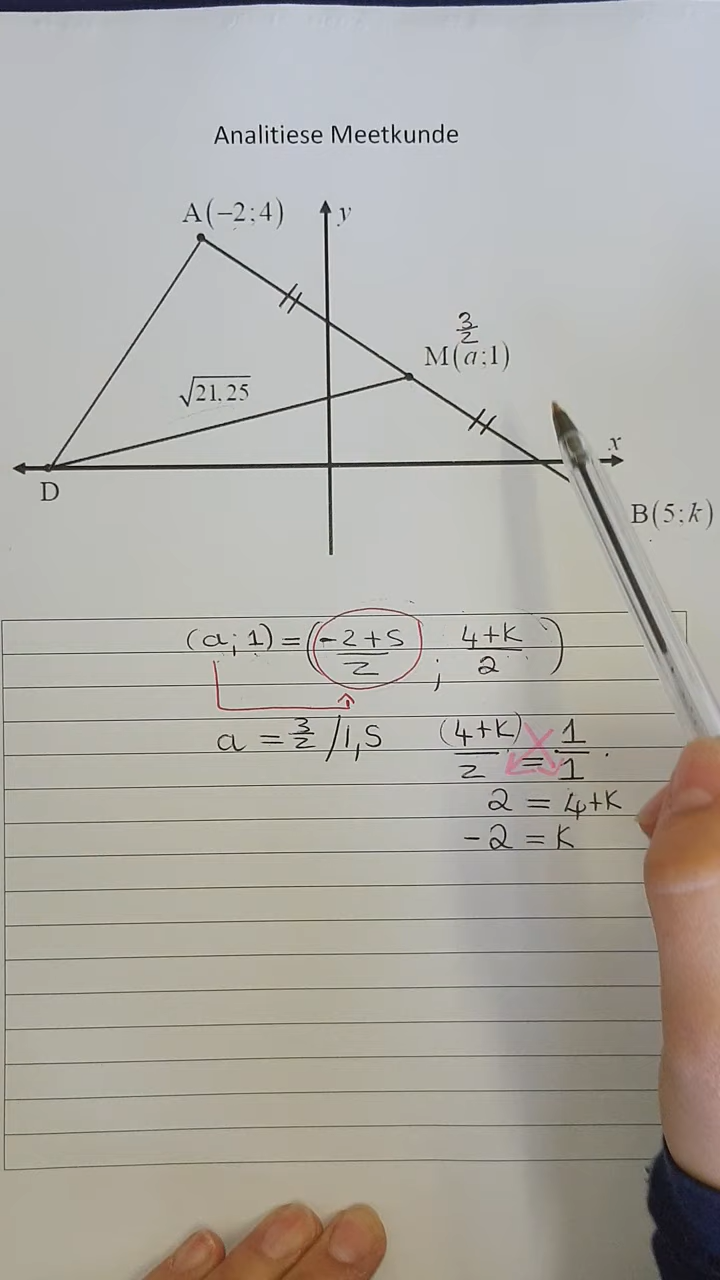 Analitiese Meetkunde
A(−2;4)
y
3/2
M(a;1)
√21,25
x
D
B(5;k)
(a;1) = (-2+5/2 ; 4+k/2)
a = 3/2 / 1,5
(4+k)/2 = 1/1
2 = 4+k
-2 = k